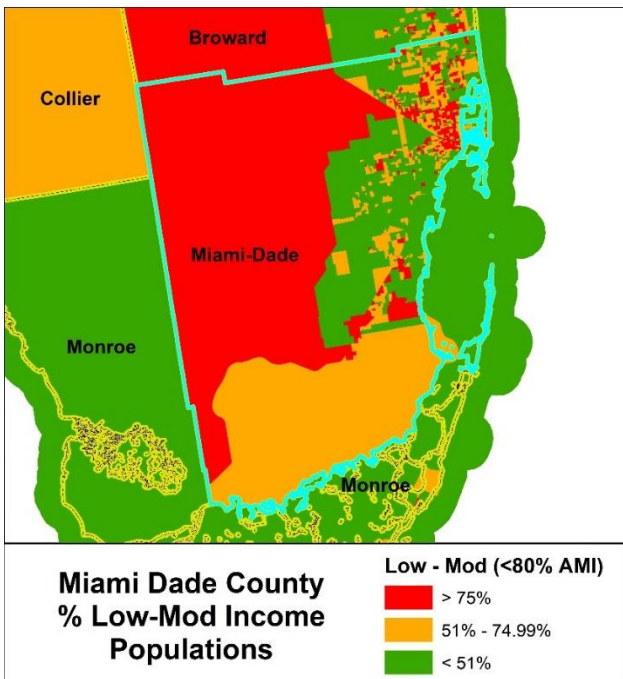 Broward
Collier
Miami-Dade
Monroe
Monroe
Miami Dade County
% Low-Mod Income
Populations
Low - Mod (<80% AMI)
> 75%
51% - 74.99%
< 51%